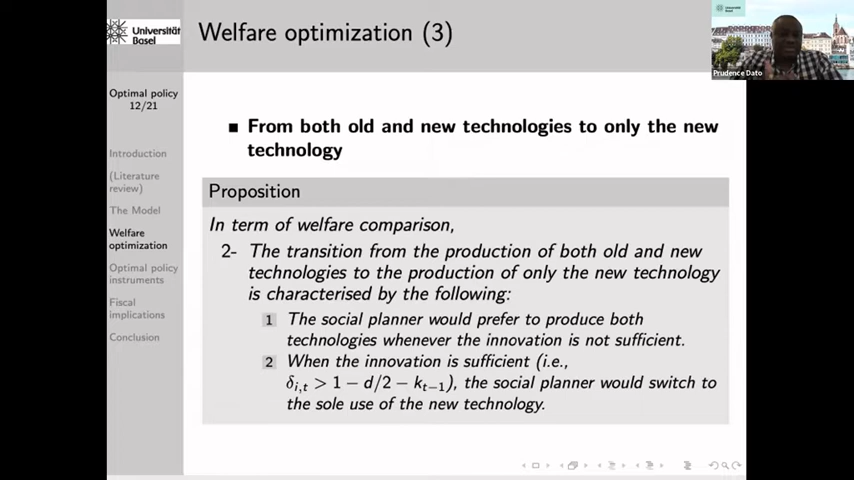 Universität
Basel
Welfare optimization (3)
Universität
Basel
Prudence Dato
Optimal policy
12/21
Introduction
(Literature
review)
The Model
Welfare
optimization
Optimal policy
instruments
Fiscal
implications
Conclusion
■ From both old and new technologies to only the new
technology
Proposition
In term of welfare comparison,
2- The transition from the production of both old and new
technologies to the production of only the new technology
is characterised by the following:
1 The social planner would prefer to produce both
technologies whenever the innovation is not sufficient.
2 When the innovation is sufficient (i.e.,
δi,t > 1 − d/2 − kt−1), the social planner would switch to
the sole use of the new technology.